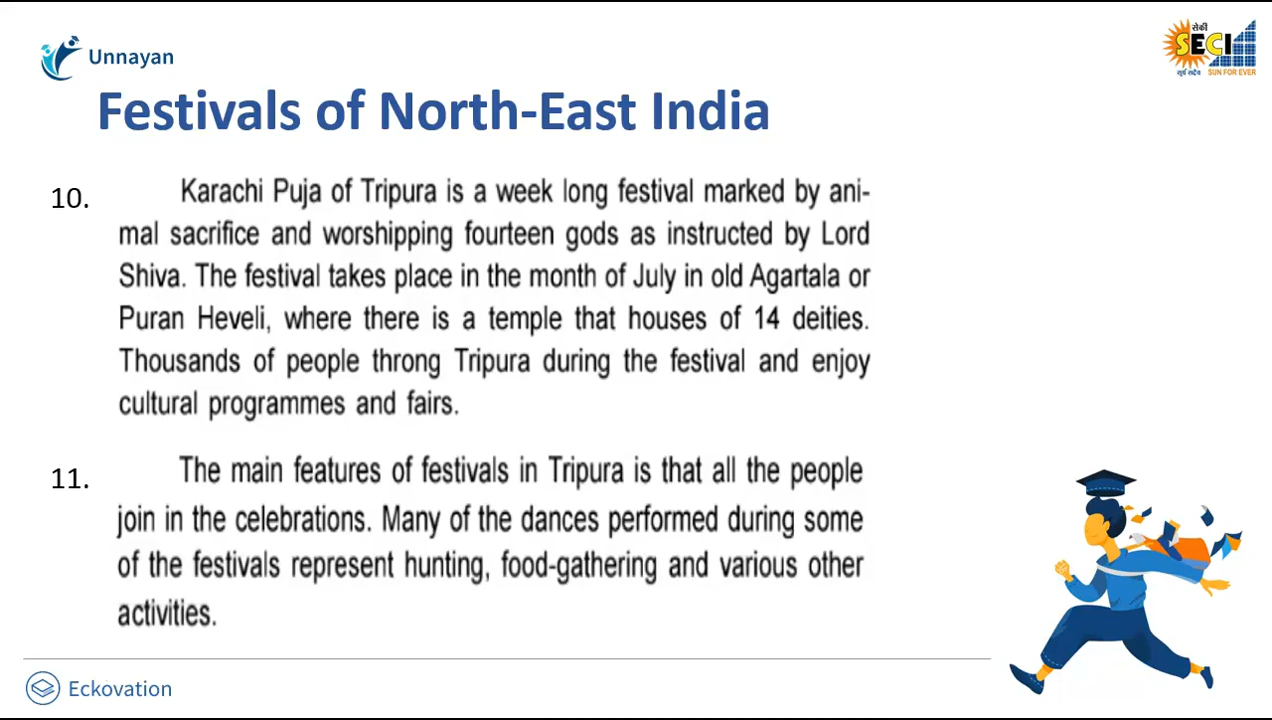 Unnayan
सेकी
SECI
सूर्य सदैव SUN FOR EVER
Festivals of North-East India
10. Karachi Puja of Tripura is a week long festival marked by ani-
mal sacrifice and worshipping fourteen gods as instructed by Lord
Shiva. The festival takes place in the month of July in old Agartala or
Puran Heveli, where there is a temple that houses of 14 deities.
Thousands of people throng Tripura during the festival and enjoy
cultural programmes and fairs.
11. The main features of festivals in Tripura is that all the people
join in the celebrations. Many of the dances performed during some
of the festivals represent hunting, food-gathering and various other
activities.
Eckovation